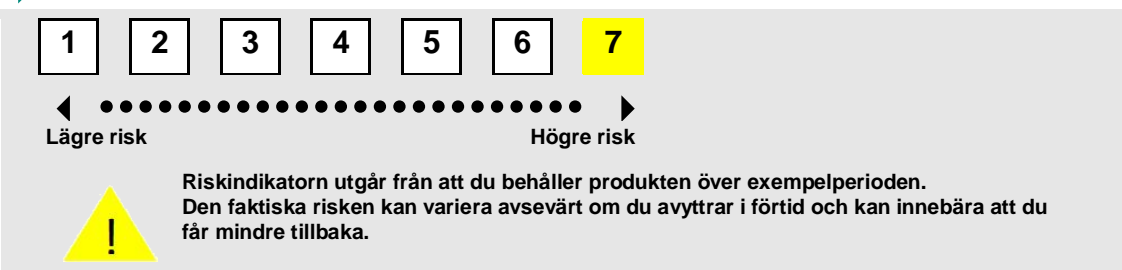 1 2 3 4 5 6 7
Lägre risk Högre risk
! Riskindikatorn utgår från att du behåller produkten över exempelperioden.
Den faktiska risken kan variera avsevärt om du avyttrar i förtid och kan innebära att du
får mindre tillbaka.